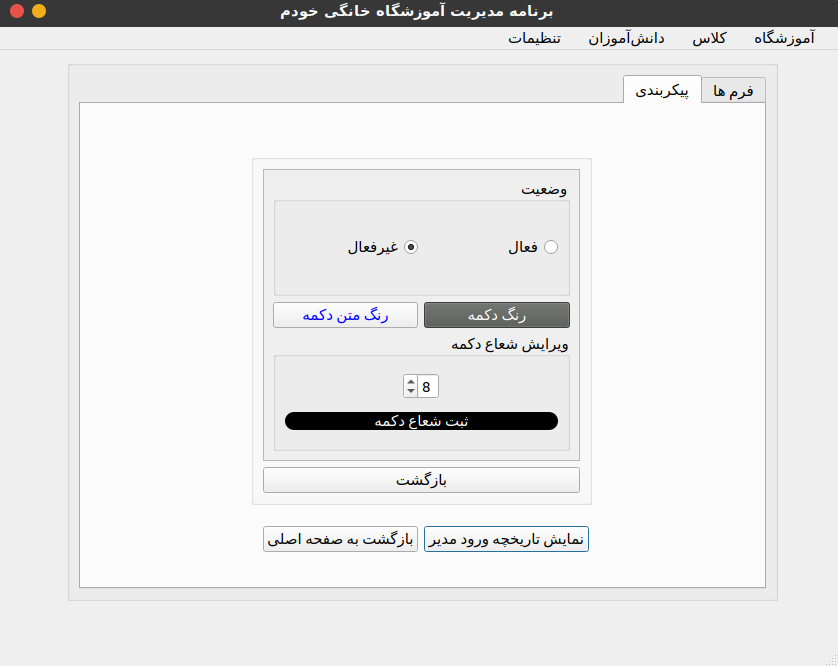 برنامه مدیریت آموزشگاه خانگی خودم
آموزشگاه کلاس دانش‌آموزان تنظیمات
فرم ها پیکربندی
وضعیت
فعال غیرفعال
رنگ دکمه رنگ متن دکمه
ویرایش شعاع دکمه
8
ثبت شعاع دکمه
بازگشت
نمایش تاریخچه ورود مدیر بازگشت به صفحه اصلی